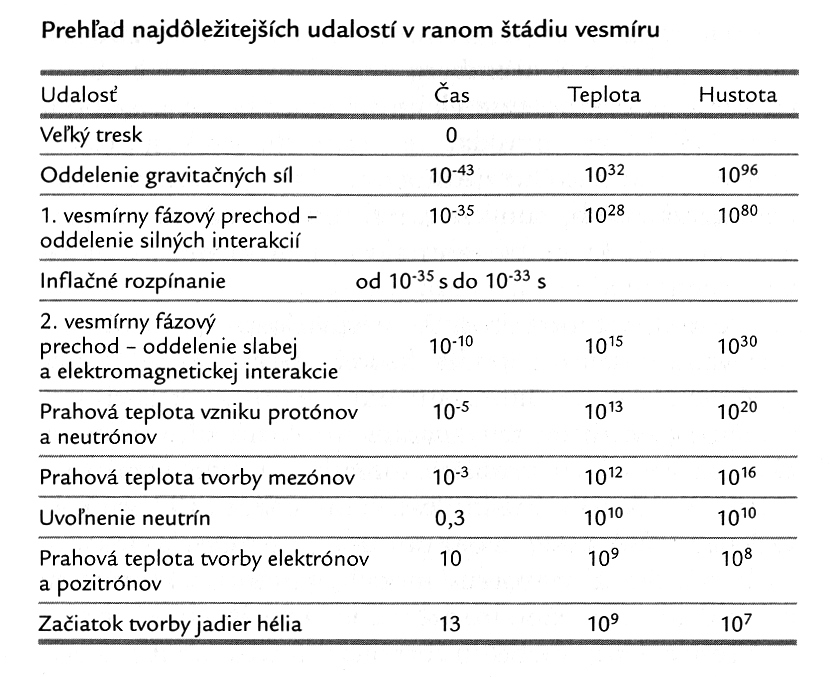 Prehľad najdôležitejších udalostí v ranom štádiu vesmíru
Udalosť Čas Teplota Hustota
Veľký tresk 0
Oddelenie gravitačných síl 10⁻⁴³ 10³² 10⁹⁶
1. vesmírny fázový prechod – 10⁻³⁵ 10²⁸ 10⁸⁰
oddelenie silných interakcií
Inflačné rozpínanie od 10⁻³⁵ s do 10⁻³³ s
2. vesmírny fázový
prechod – oddelenie slabej 10⁻¹⁰ 10¹⁵ 10³⁰
a elektromagnetickej interakcie
Prahová teplota vzniku protónov 10⁻⁵ 10¹³ 10²⁰
a neutrónov
Prahová teplota tvorby mezónov 10⁻³ 10¹² 10¹⁶
Uvoľnenie neutrín 0,3 10¹⁰ 10¹⁰
Prahová teplota tvorby elektrónov 10 10⁹ 10⁸
a pozitrónov
Začiatok tvorby jadier hélia 13 10⁹ 10⁷